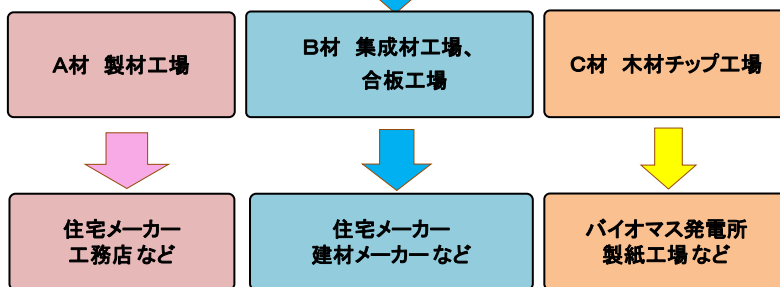 A材 製材工場
B材 集成材工場、
合板工場
C材 木材チップ工場
住宅メーカー
工務店など
住宅メーカー
建材メーカーなど
バイオマス発電所
製紙工場など